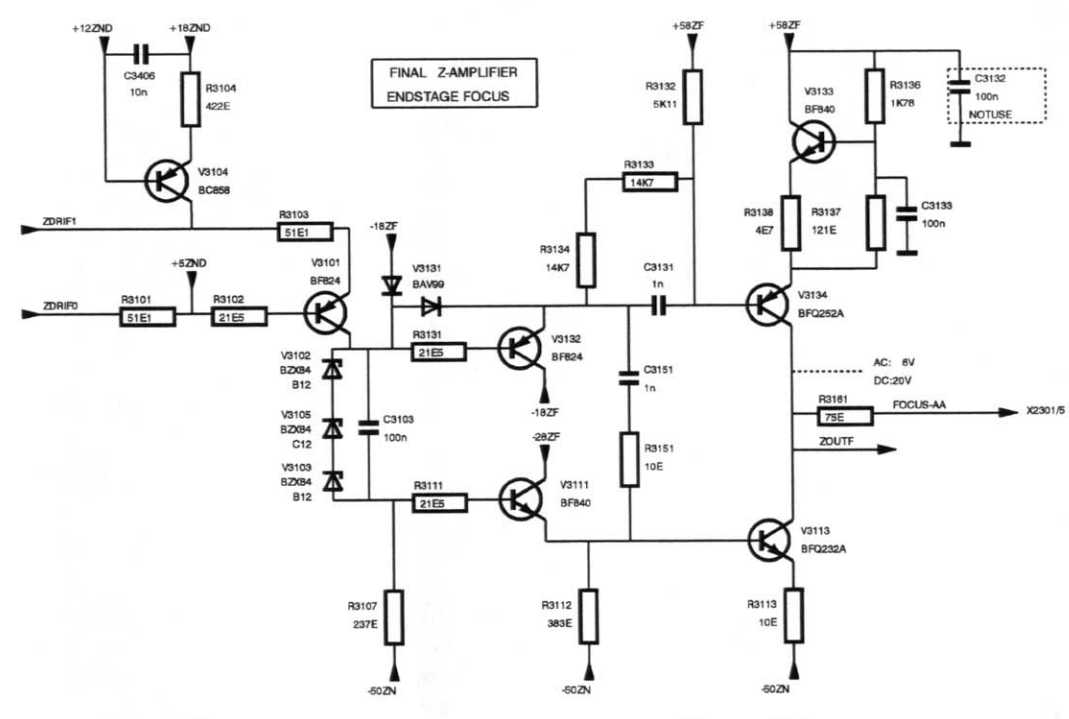 +12ZND
+18ZND
C3406
10n
R3104
422E
V3104
BC858
FINAL Z-AMPLIFIER
ENDSTAGE FOCUS
+58ZF
R3132
5K11
+58ZF
V3133
BF840
R3136
1K78
C3132
100n
NOTUSE
R3133
14K7
R3138
4E7
R3137
121E
C3133
100n
ZDRIF1
R3103
51E1
-18ZF
R3134
14K7
+5ZND
V3101
BF824
V3131
BAV99
C3131
1n
ZDRIF0
R3101
51E1
R3102
21E5
V3134
BFQ252A
R3131
21E5
V3132
BF824
V3102
BZX84
B12
C3151
1n
AC: 6V
DC:20V
-18ZF
R3161
75E
FOCUS-AA
X2301/5
V3105
BZX84
C12
C3103
100n
-28ZF
ZOUTF
R3151
10E
V3103
BZX84
B12
R3111
21E5
V3111
BF840
V3113
BFQ232A
R3107
237E
R3112
383E
R3113
10E
-50ZN
-50ZN
-50ZN